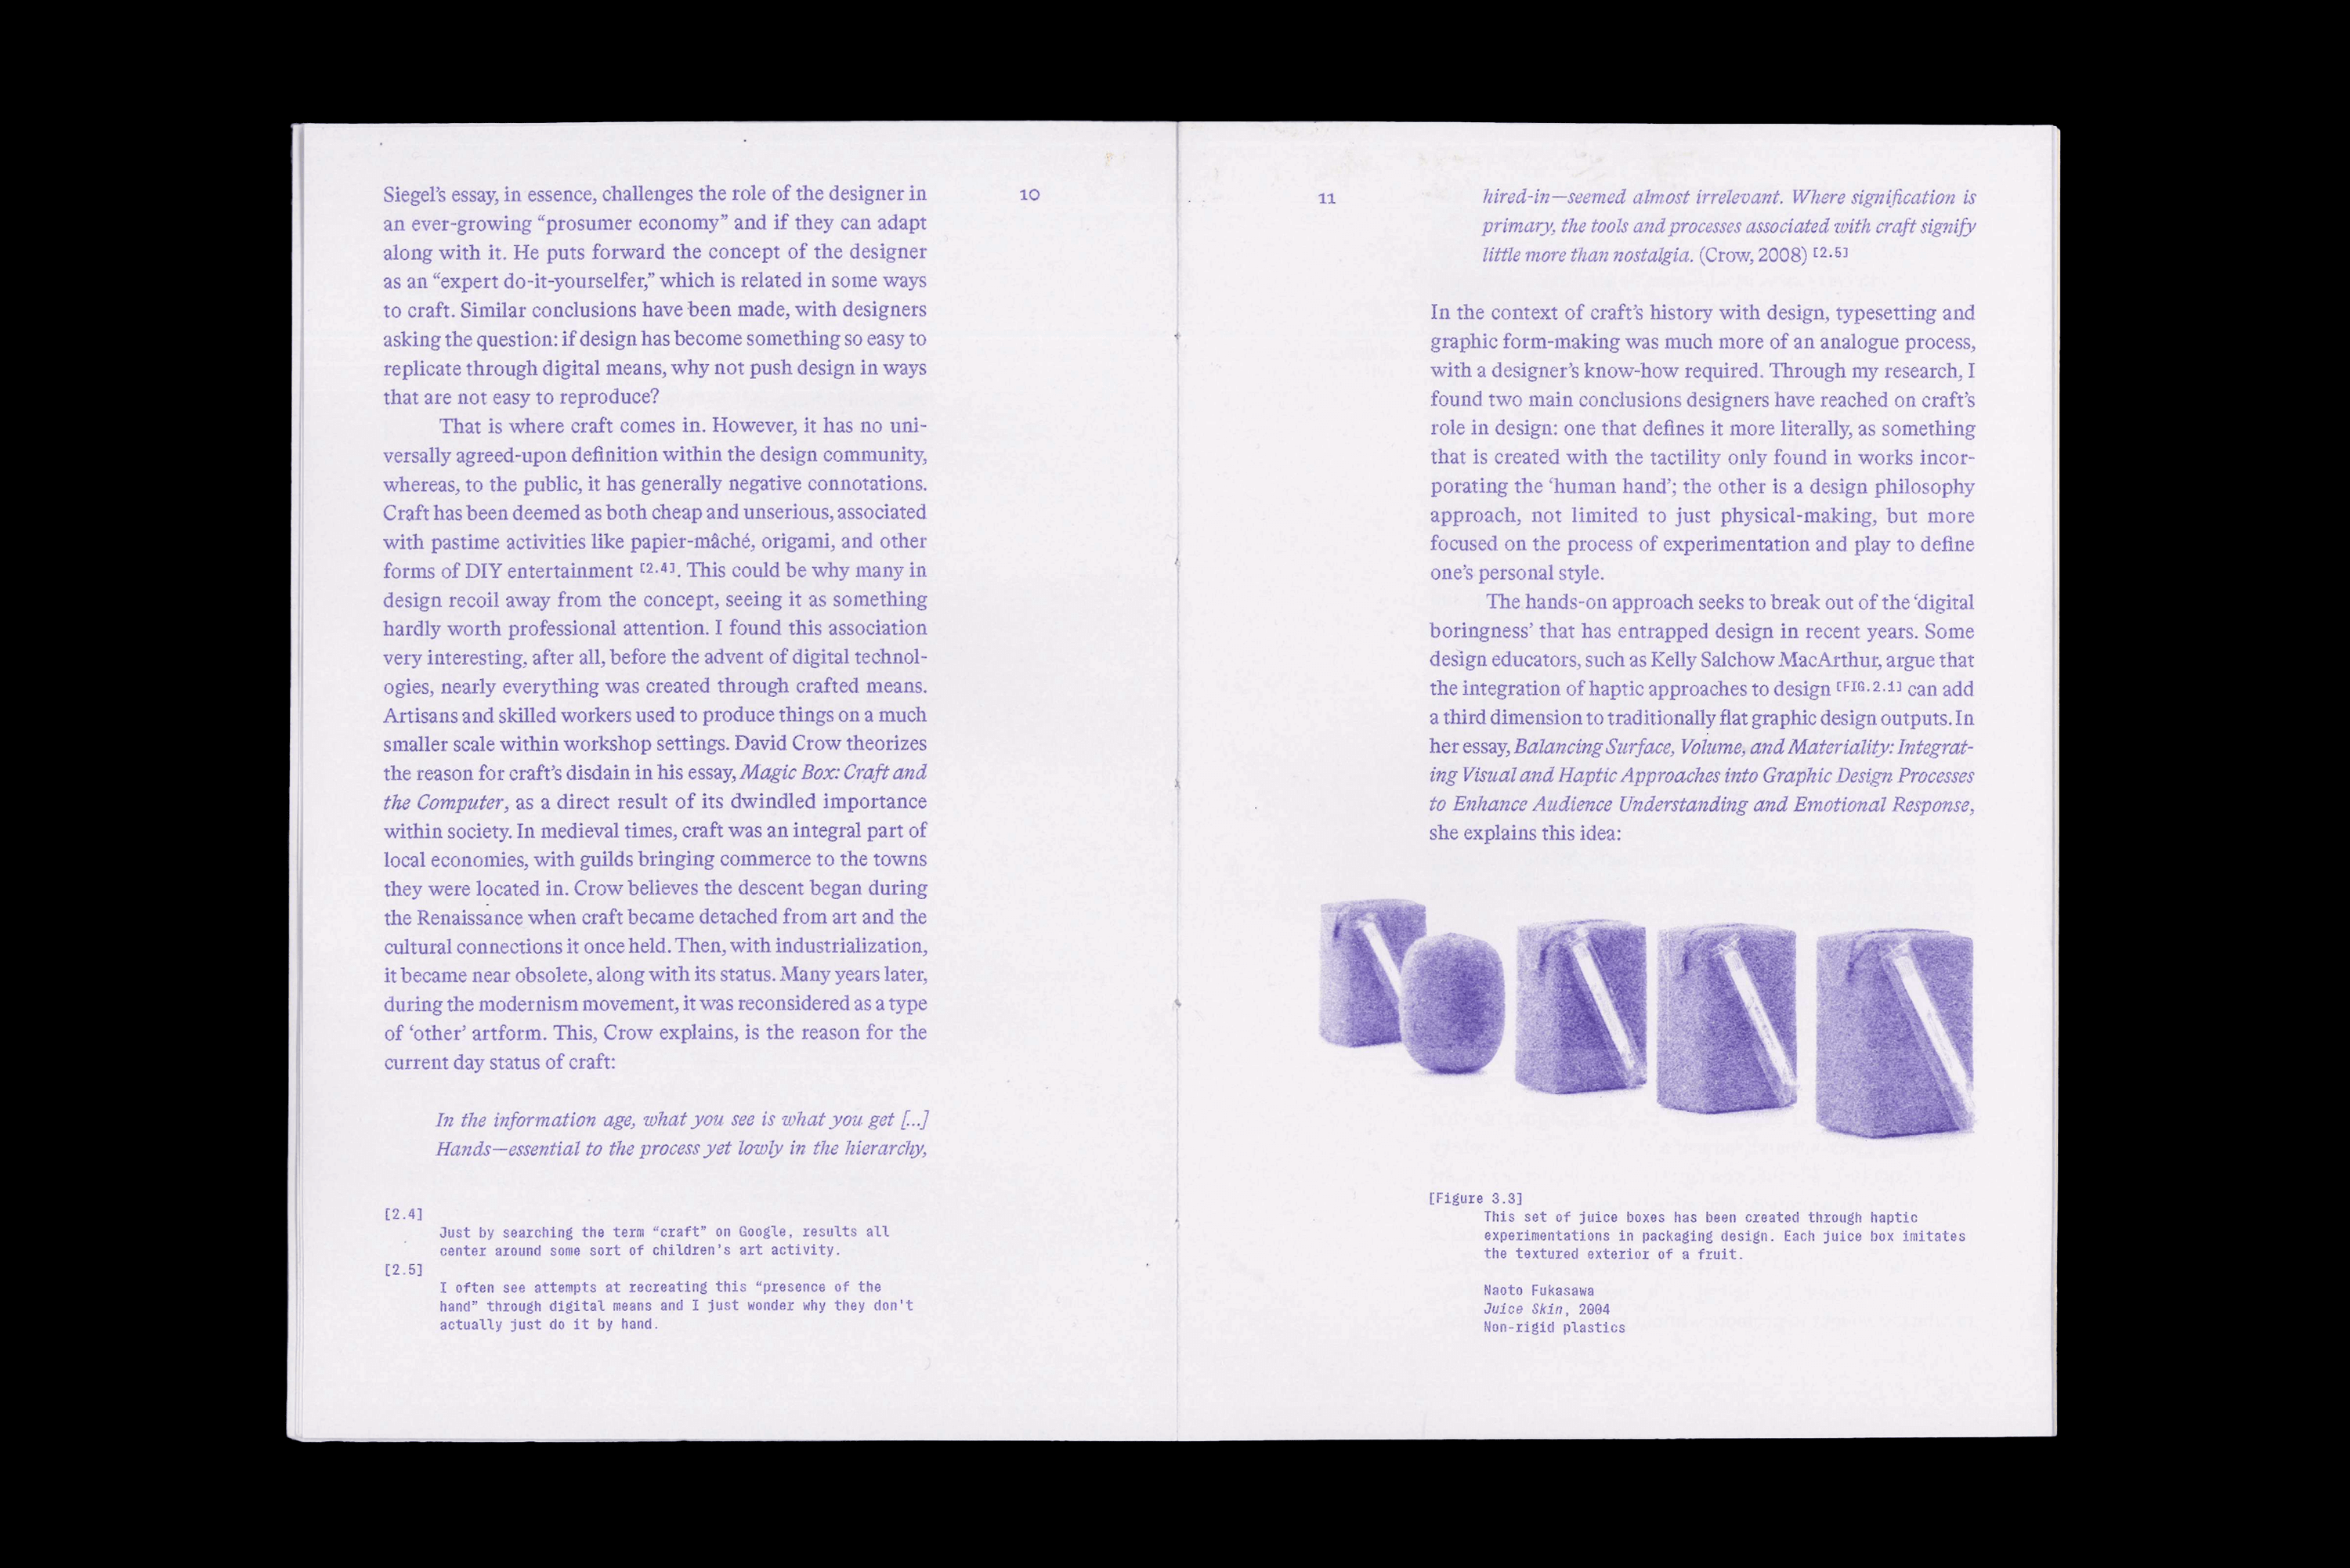 Siegel’s essay, in essence, challenges the role of the designer in
an ever-growing “prosumer economy” and if they can adapt
along with it. He puts forward the concept of the designer
as an “expert do-it-yourselfer,” which is related in some ways
to craft. Similar conclusions have been made, with designers
asking the question: if design has become something so easy to
replicate through digital means, why not push design in ways
that are not easy to reproduce?
That is where craft comes in. However, it has no uni-
versally agreed-upon definition within the design community,
whereas, to the public, it has generally negative connotations.
Craft has been deemed as both cheap and unserious, associated
with pastime activities like papier-mâché, origami, and other
forms of DIY entertainment [2.4]. This could be why many in
design recoil away from the concept, seeing it as something
hardly worth professional attention. I found this association
very interesting, after all, before the advent of digital technol-
ogies, nearly everything was created through crafted means.
Artisans and skilled workers used to produce things on a much
smaller scale within workshop settings. David Crow theorizes
the reason for craft’s disdain in his essay, Magic Box: Craft and
the Computer, as a direct result of its dwindled importance
within society. In medieval times, craft was an integral part of
local economies, with guilds bringing commerce to the towns
they were located in. Crow believes the descent began during
the Renaissance when craft became detached from art and the
cultural connections it once held. Then, with industrialization,
it became near obsolete, along with its status. Many years later,
during the modernism movement, it was reconsidered as a type
of ‘other’ artform. This, Crow explains, is the reason for the
current day status of craft:
In the information age, what you see is what you get [...]
Hands—essential to the process yet lowly in the hierarchy,
[2.4]
Just by searching the term “craft” on Google, results all
center around some sort of children's art activity.
[2.5]
I often see attempts at recreating this “presence of the
hand” through digital means and I just wonder why they don't
actually just do it by hand.
10
11
hired-in—seemed almost irrelevant. Where signification is
primary, the tools and processes associated with craft signify
little more than nostalgia. (Crow, 2008) [2.5]
In the context of craft’s history with design, typesetting and
graphic form-making was much more of an analogue process,
with a designer’s know-how required. Through my research, I
found two main conclusions designers have reached on craft’s
role in design: one that defines it more literally, as something
that is created with the tactility only found in works incor-
porating the ‘human hand’; the other is a design philosophy
approach, not limited to just physical-making, but more
focused on the process of experimentation and play to define
one’s personal style.
The hands-on approach seeks to break out of the ‘digital
boringness’ that has entrapped design in recent years. Some
design educators, such as Kelly Salchow MacArthur, argue that
the integration of haptic approaches to design [FIG.2.1] can add
a third dimension to traditionally flat graphic design outputs. In
her essay, Balancing Surface, Volume, and Materiality: Integrat-
ing Visual and Haptic Approaches into Graphic Design Processes
to Enhance Audience Understanding and Emotional Response,
she explains this idea:
[Figure 3.3]
This set of juice boxes has been created through haptic
experimentations in packaging design. Each juice box imitates
the textured exterior of a fruit.
Naoto Fukasawa
Juice Skin, 2004
Non-rigid plastics